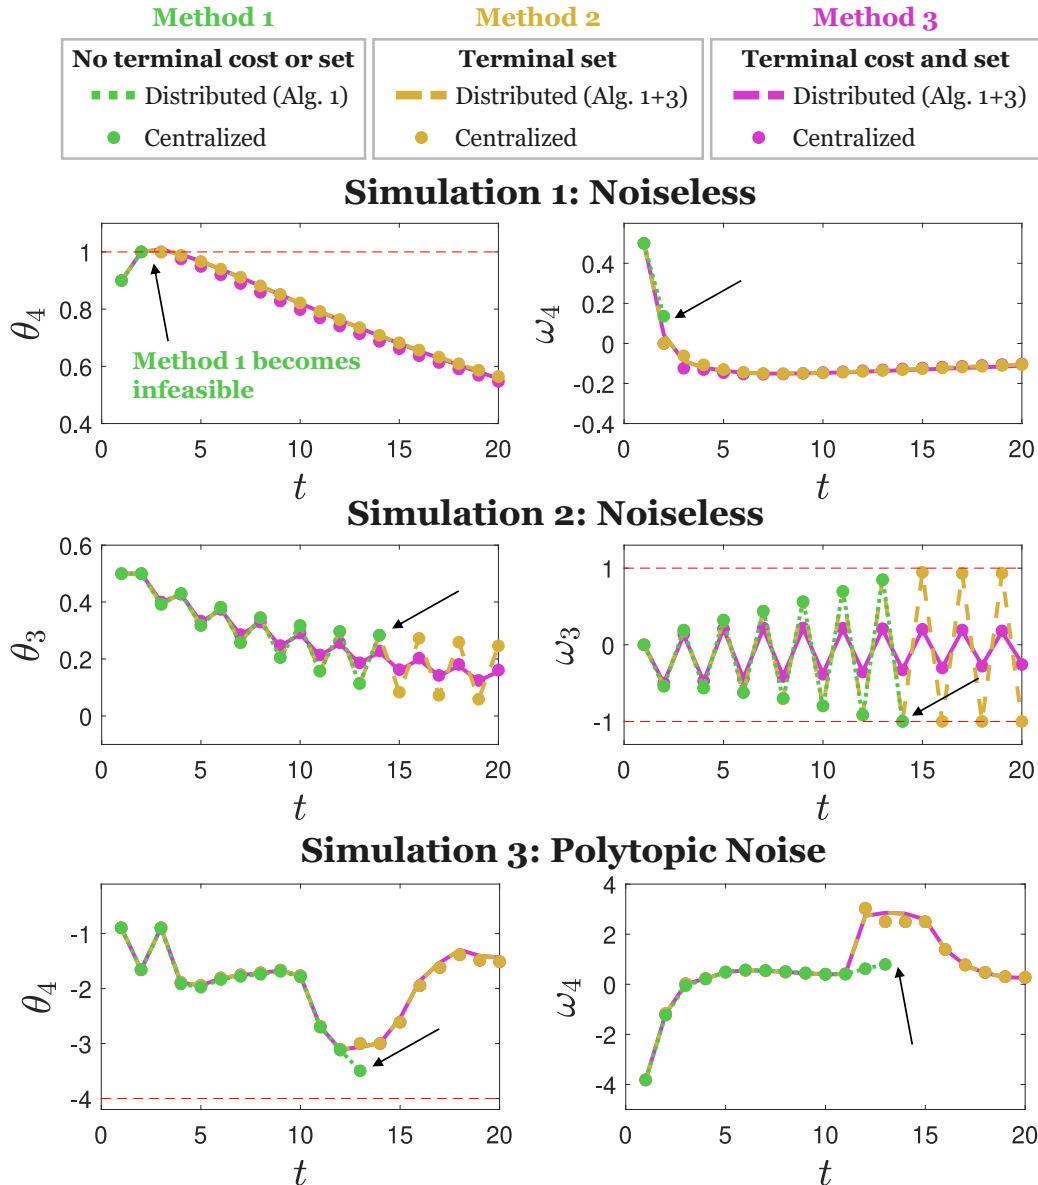 Method 1 Method 2 Method 3
No terminal cost or set Terminal set Terminal cost and set
Distributed (Alg. 1) Distributed (Alg. 1+3) Distributed (Alg. 1+3)
Centralized Centralized Centralized
Simulation 1: Noiseless
1
0.8
0.6
0.4
θ4
Method 1 becomes
infeasible
0 5 10 15 20
t
0.4
0.2
0
-0.2
-0.4
ω4
0 5 10 15 20
t
Simulation 2: Noiseless
0.6
0.4
0.2
0
θ3
0 5 10 15 20
t
1
0
-1
ω3
0 5 10 15 20
t
Simulation 3: Polytopic Noise
-1
-2
-3
-4
θ4
0 5 10 15 20
t
4
2
0
-2
-4
ω4
0 5 10 15 20
t